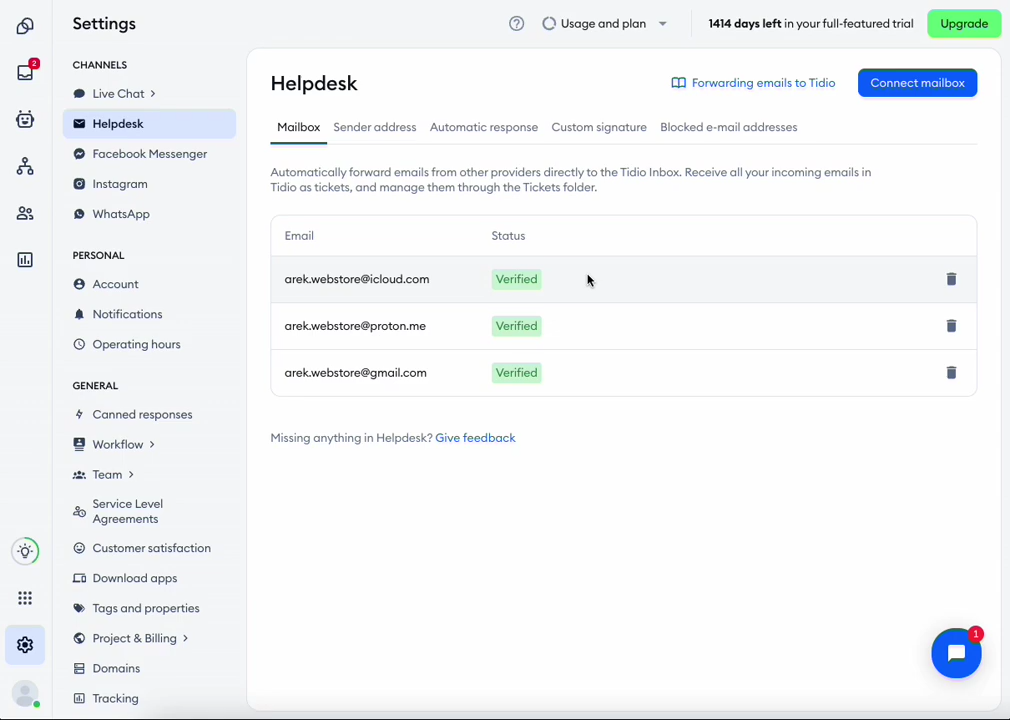 Settings
Usage and plan
1414 days left in your full-featured trial
Upgrade
2
CHANNELS
Live Chat
Helpdesk
Facebook Messenger
Instagram
WhatsApp
PERSONAL
Account
Notifications
Operating hours
GENERAL
Canned responses
Workflow
Team
Service Level
Agreements
Customer satisfaction
Download apps
Tags and properties
Project & Billing
Domains
Tracking
Helpdesk
Forwarding emails to Tidio
Connect mailbox
Mailbox
Sender address
Automatic response
Custom signature
Blocked e-mail addresses
Automatically forward emails from other providers directly to the Tidio Inbox. Receive all your incoming emails in
Tidio as tickets, and manage them through the Tickets folder.
Email
Status
arek.webstore@icloud.com
Verified
arek.webstore@proton.me
Verified
arek.webstore@gmail.com
Verified
Missing anything in Helpdesk? Give feedback
1